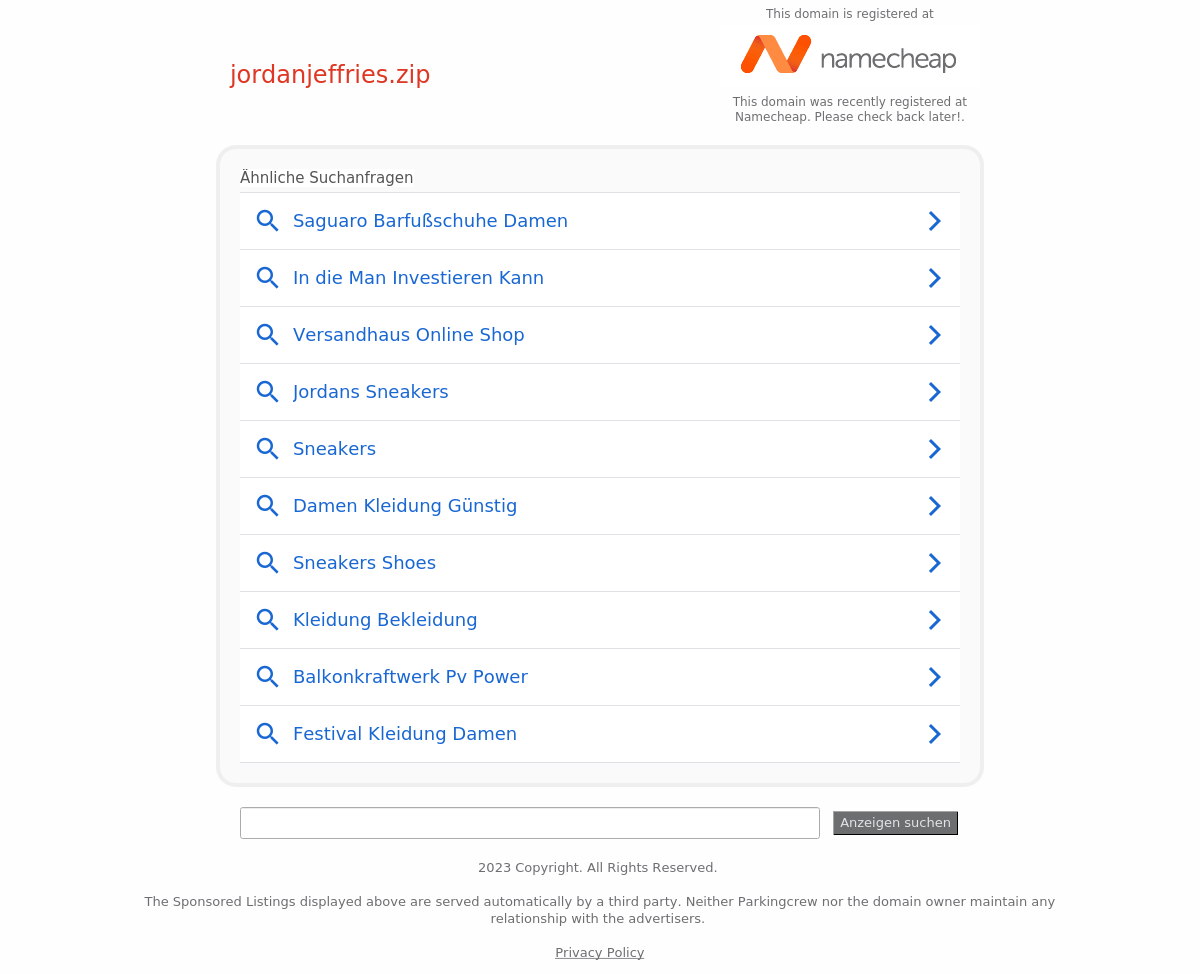 This domain is registered at
namecheap
jordanjeffries.zip
This domain was recently registered at
Namecheap. Please check back later!.
Ähnliche Suchanfragen
Saguaro Barfußschuhe Damen
In die Man Investieren Kann
Versandhaus Online Shop
Jordans Sneakers
Sneakers
Damen Kleidung Günstig
Sneakers Shoes
Kleidung Bekleidung
Balkonkraftwerk Pv Power
Festival Kleidung Damen
Anzeigen suchen
2023 Copyright. All Rights Reserved.
The Sponsored Listings displayed above are served automatically by a third party. Neither Parkingcrew nor the domain owner maintain any
relationship with the advertisers.
Privacy Policy